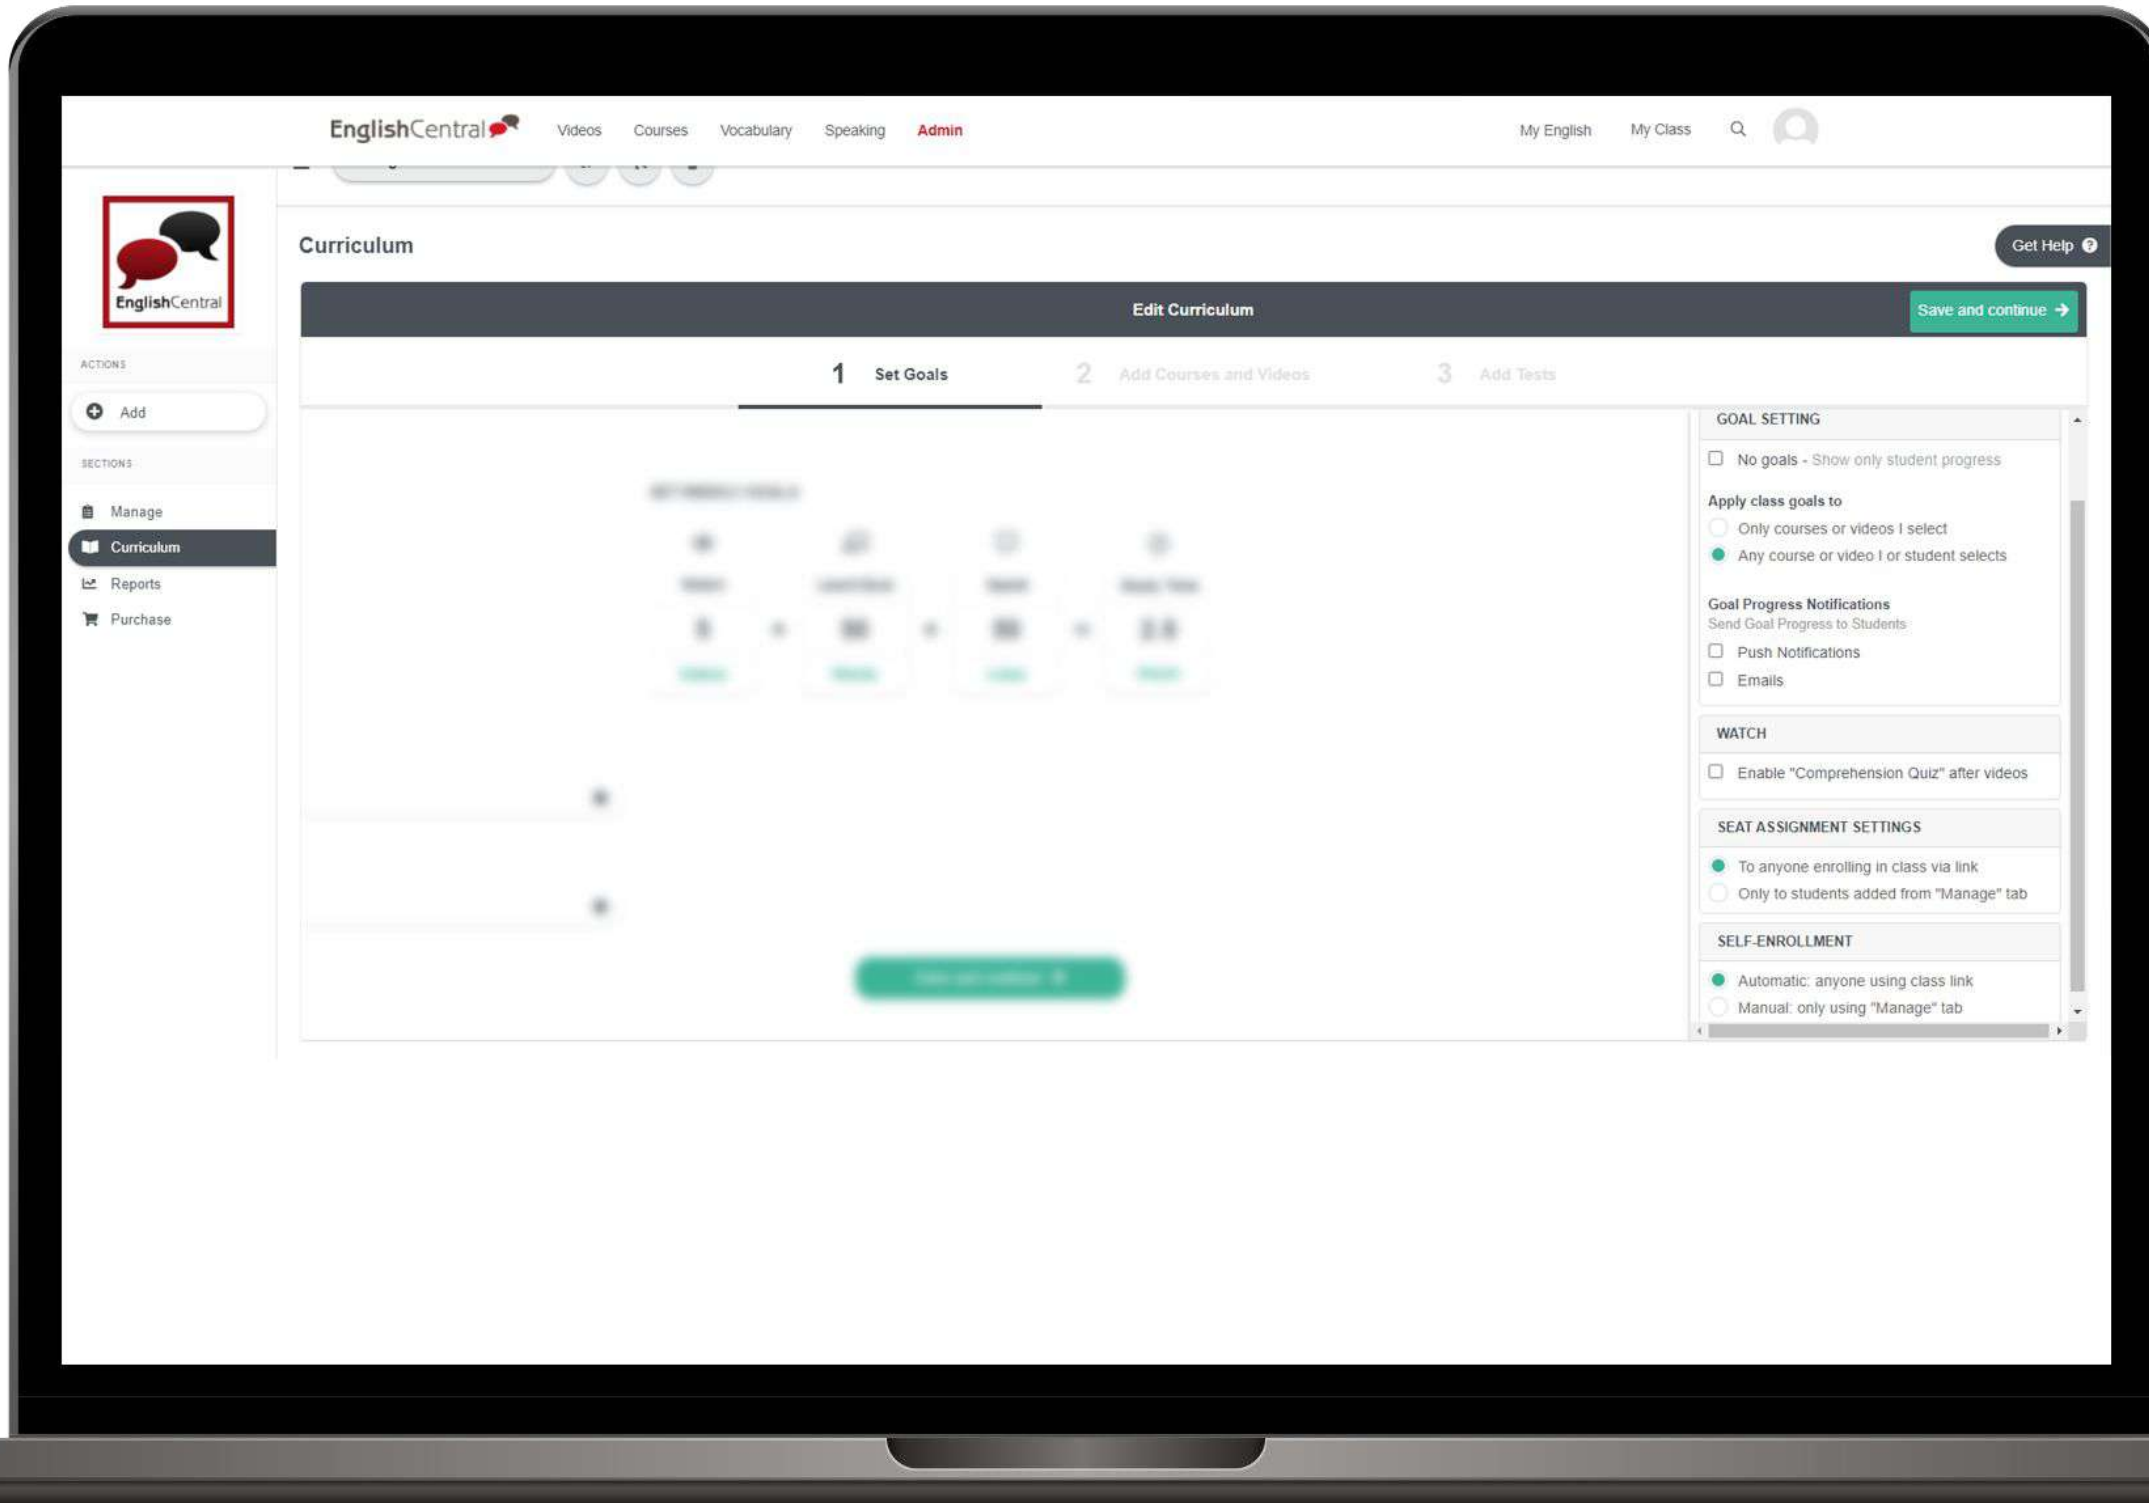 EnglishCentral Videos Courses Vocabulary Speaking Admin My English My Class
EnglishCentral
Curriculum
Get Help
Edit Curriculum
Save and continue
1 Set Goals 2 Add Courses and Videos 3 Add Tests
ACTIONS
Add
SECTIONS
Manage
Curriculum
Reports
Purchase
GOAL SETTING
No goals - Show only student progress
Apply class goals to
Only courses or videos I select
Any course or video I or student selects
Goal Progress Notifications
Send Goal Progress to Students
Push Notifications
Emails
WATCH
Enable "Comprehension Quiz" after videos
SEAT ASSIGNMENT SETTINGS
To anyone enrolling in class via link
Only to students added from "Manage" tab
SELF-ENROLLMENT
Automatic: anyone using class link
Manual: only using "Manage" tab